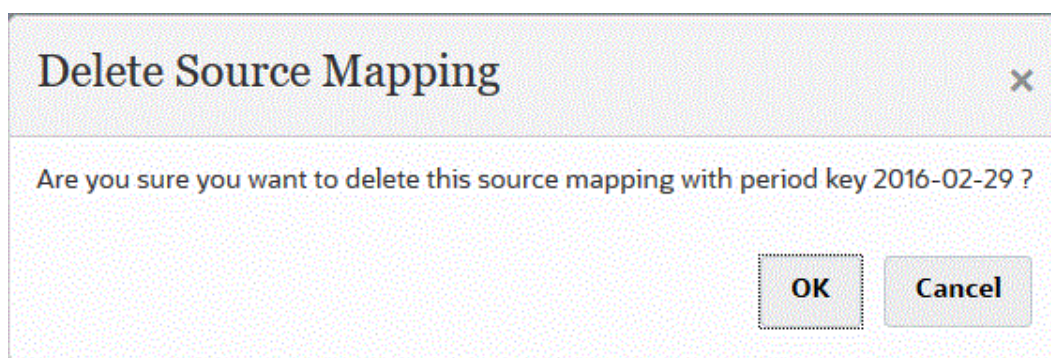 Delete Source Mapping
Are you sure you want to delete this source mapping with period key 2016-02-29 ?
OK Cancel